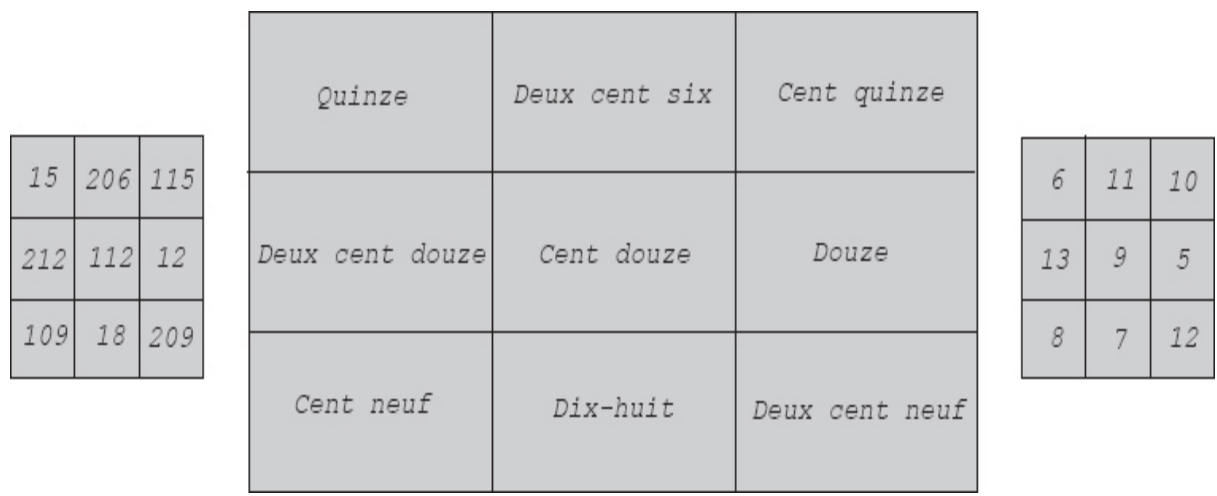 Quinze Deux cent six Cent quinze
15 206 115
6 11 10
Deux cent douze Cent douze Douze
212 112 12
13 9 5
109 18 209
8 7 12
Cent neuf Dix-huit Deux cent neuf